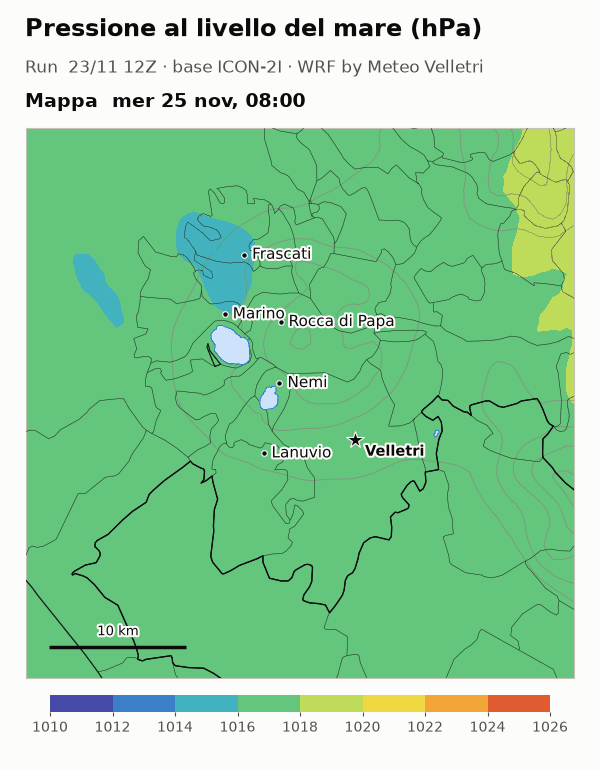 Pressione al livello del mare (hPa)
Run  23/11 12Z · base ICON-2I · WRF by Meteo Velletri
Mappa  mer 25 nov, 08:00
Frascati
Marino
Rocca di Papa
Nemi
Velletri
Lanuvio
10 km
1010 1012 1014 1016 1018 1020 1022 1024 1026